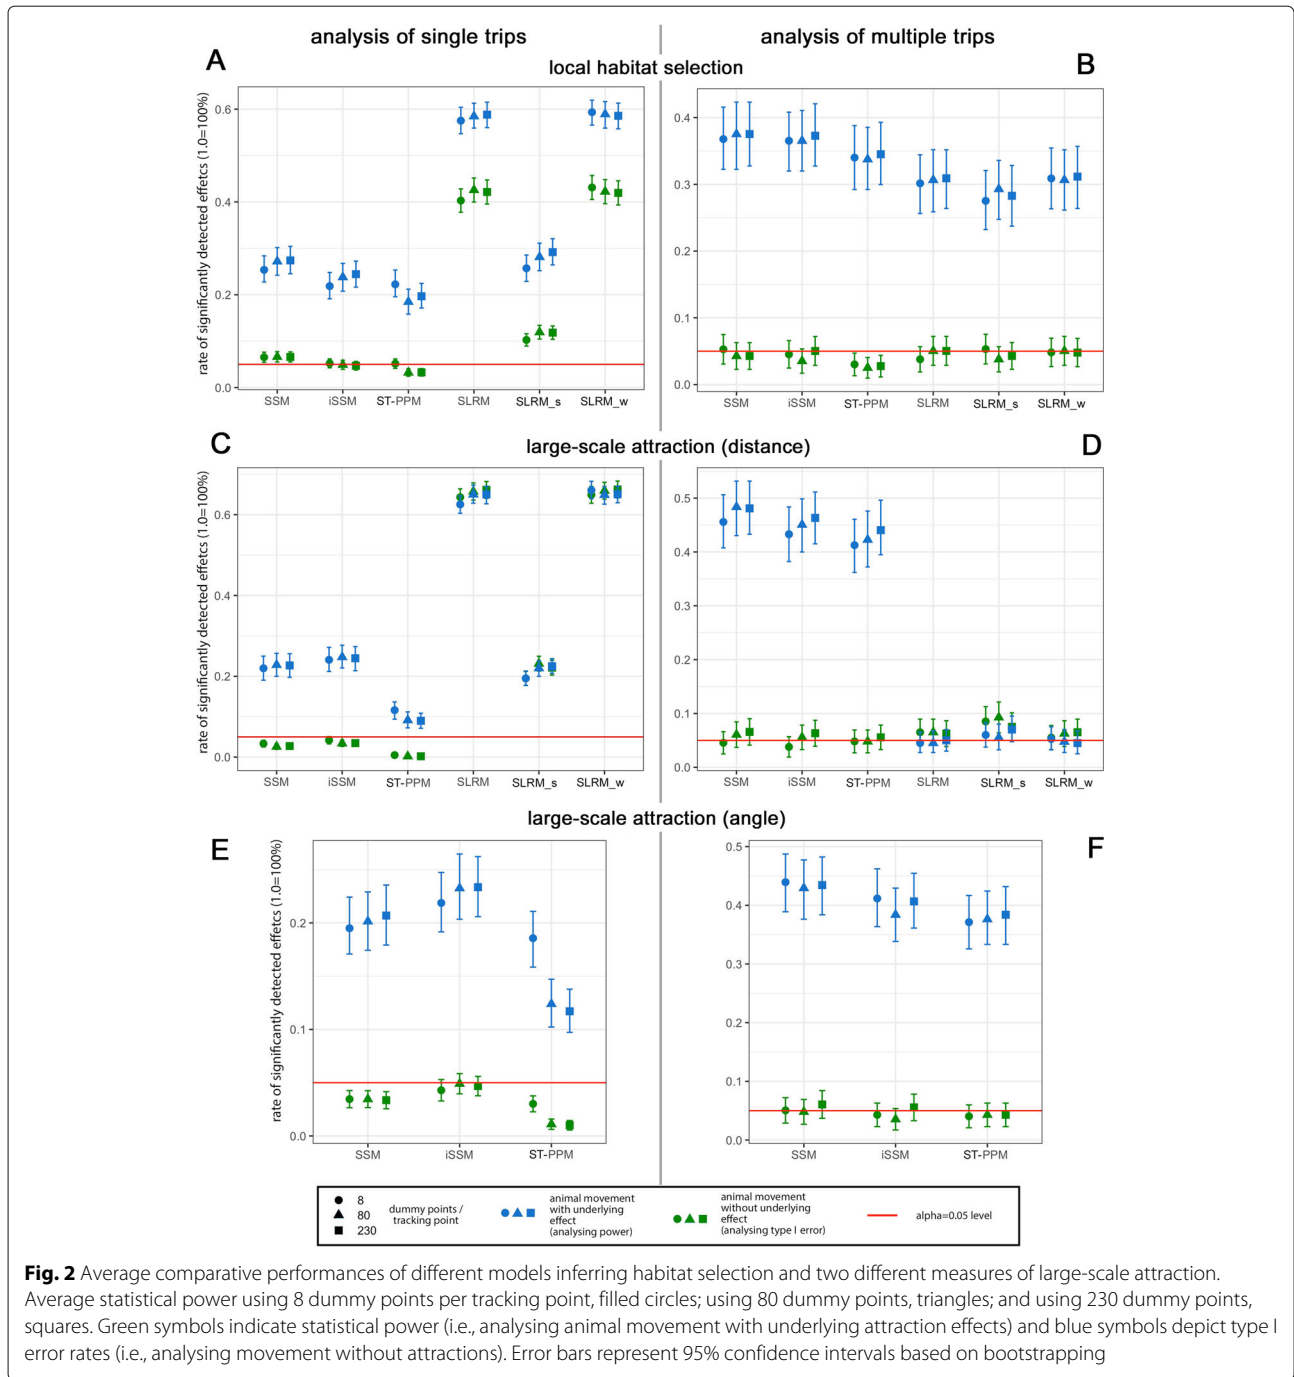 analysis of single trips
analysis of multiple trips
A
B
local habitat selection
rate of significantly detected effetcs (1.0=100%)
0.6
0.4
0.2
0.0
SSM iSSM ST-PPM SLRM SLRM_s SLRM_w
0.4
0.3
0.2
0.1
0.0
SSM iSSM ST-PPM SLRM SLRM_s SLRM_w
C
D
large-scale attraction (distance)
rate of significantly detected effetcs (1.0=100%)
0.6
0.4
0.2
0.0
SSM iSSM ST-PPM SLRM SLRM_s SLRM_w
0.5
0.4
0.3
0.2
0.1
0.0
SSM iSSM ST-PPM SLRM SLRM_s SLRM_w
large-scale attraction (angle)
E
F
rate of significantly detected effetcs (1.0=100%)
0.2
0.1
0.0
SSM iSSM ST-PPM
0.5
0.4
0.3
0.4
0.1
0.0
SSM iSSM ST-PPM
8
80
230
dummy points /
tracking point
animal movement
with underlying
effect
(analysing power)
animal movement
without underlying
effect
(analysing type I error)
alpha=0.05 level
Fig. 2 Average comparative performances of different models inferring habitat selection and two different measures of large-scale attraction.
Average statistical power using 8 dummy points per tracking point, filled circles; using 80 dummy points, triangles; and using 230 dummy points,
squares. Green symbols indicate statistical power (i.e., analysing animal movement with underlying attraction effects) and blue symbols depict type I
error rates (i.e., analysing movement without attractions). Error bars represent 95% confidence intervals based on bootstrapping